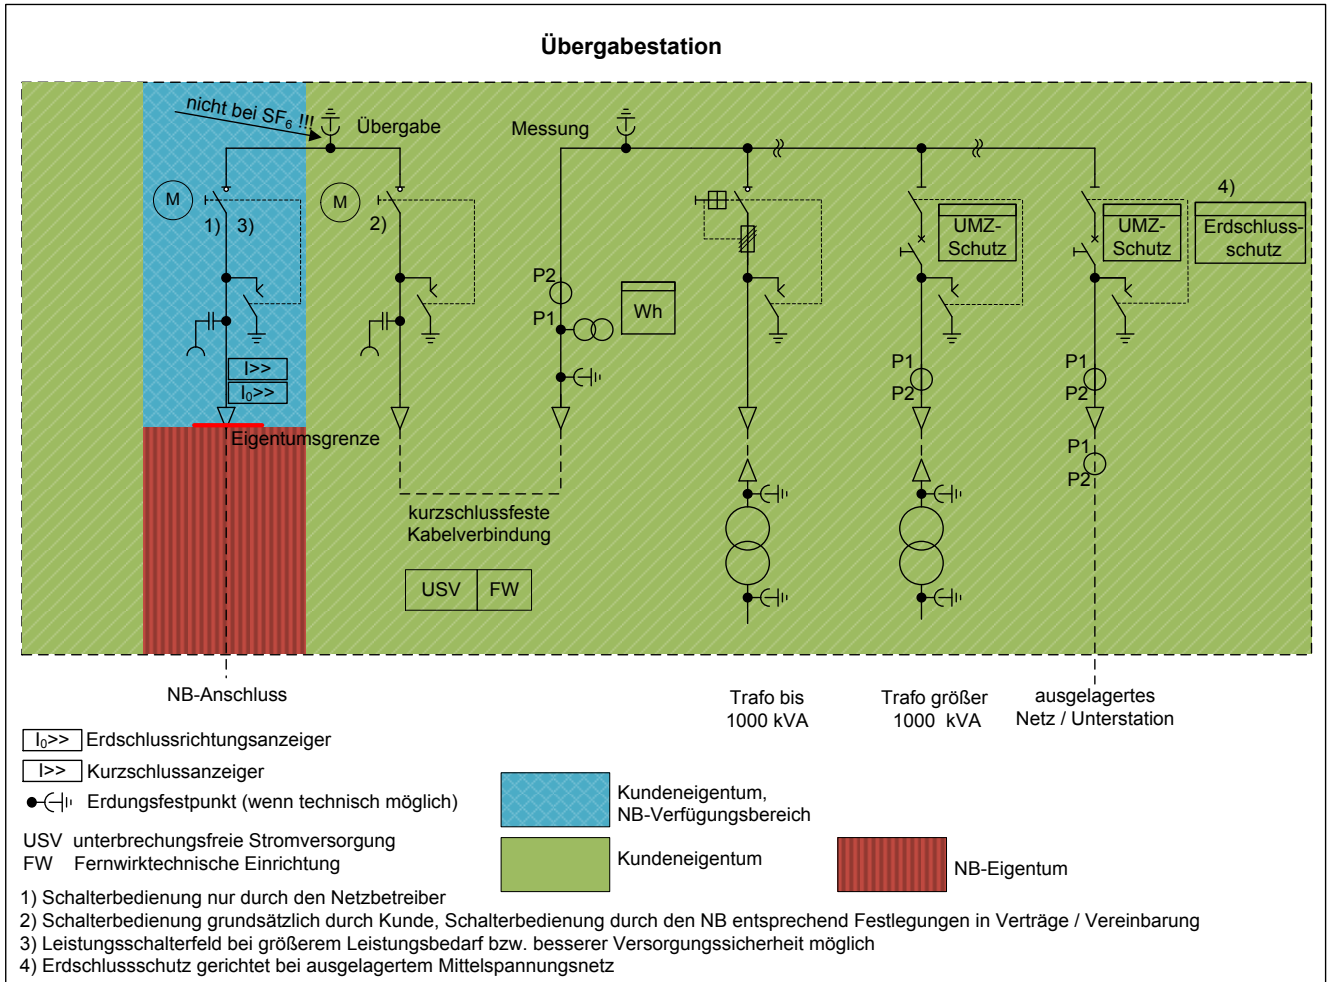 Übergabestation
nicht bei SF₆ !!!
Übergabe
Messung
M
1) 3)
M
2)
4)
UMZ-
Schutz
UMZ-
Schutz
Erdschluss-
schutz
P2
P1
Wh
I>>
I₀>>
P1
P2
P1
P2
P1
P2
Eigentumsgrenze
kurzschlussfeste
Kabelverbindung
USV FW
NB-Anschluss
Trafo bis
1000 kVA
Trafo größer
1000 kVA
ausgelagertes
Netz / Unterstation
I₀>> Erdschlussrichtungsanzeiger
I>> Kurzschlussanzeiger
Erdungsfestpunkt (wenn technisch möglich)
USV unterbrechungsfreie Stromversorgung
FW Fernwirktechnische Einrichtung
Kundeneigentum,
NB-Verfügungsbereich
Kundeneigentum
NB-Eigentum
1) Schalterbedienung nur durch den Netzbetreiber
2) Schalterbedienung grundsätzlich durch Kunde, Schalterbedienung durch den NB entsprechend Festlegungen in Verträge / Vereinbarung
3) Leistungsschalterfeld bei größerem Leistungsbedarf bzw. besserer Versorgungssicherheit möglich
4) Erdschlussschutz gerichtet bei ausgelagertem Mittelspannungsnetz